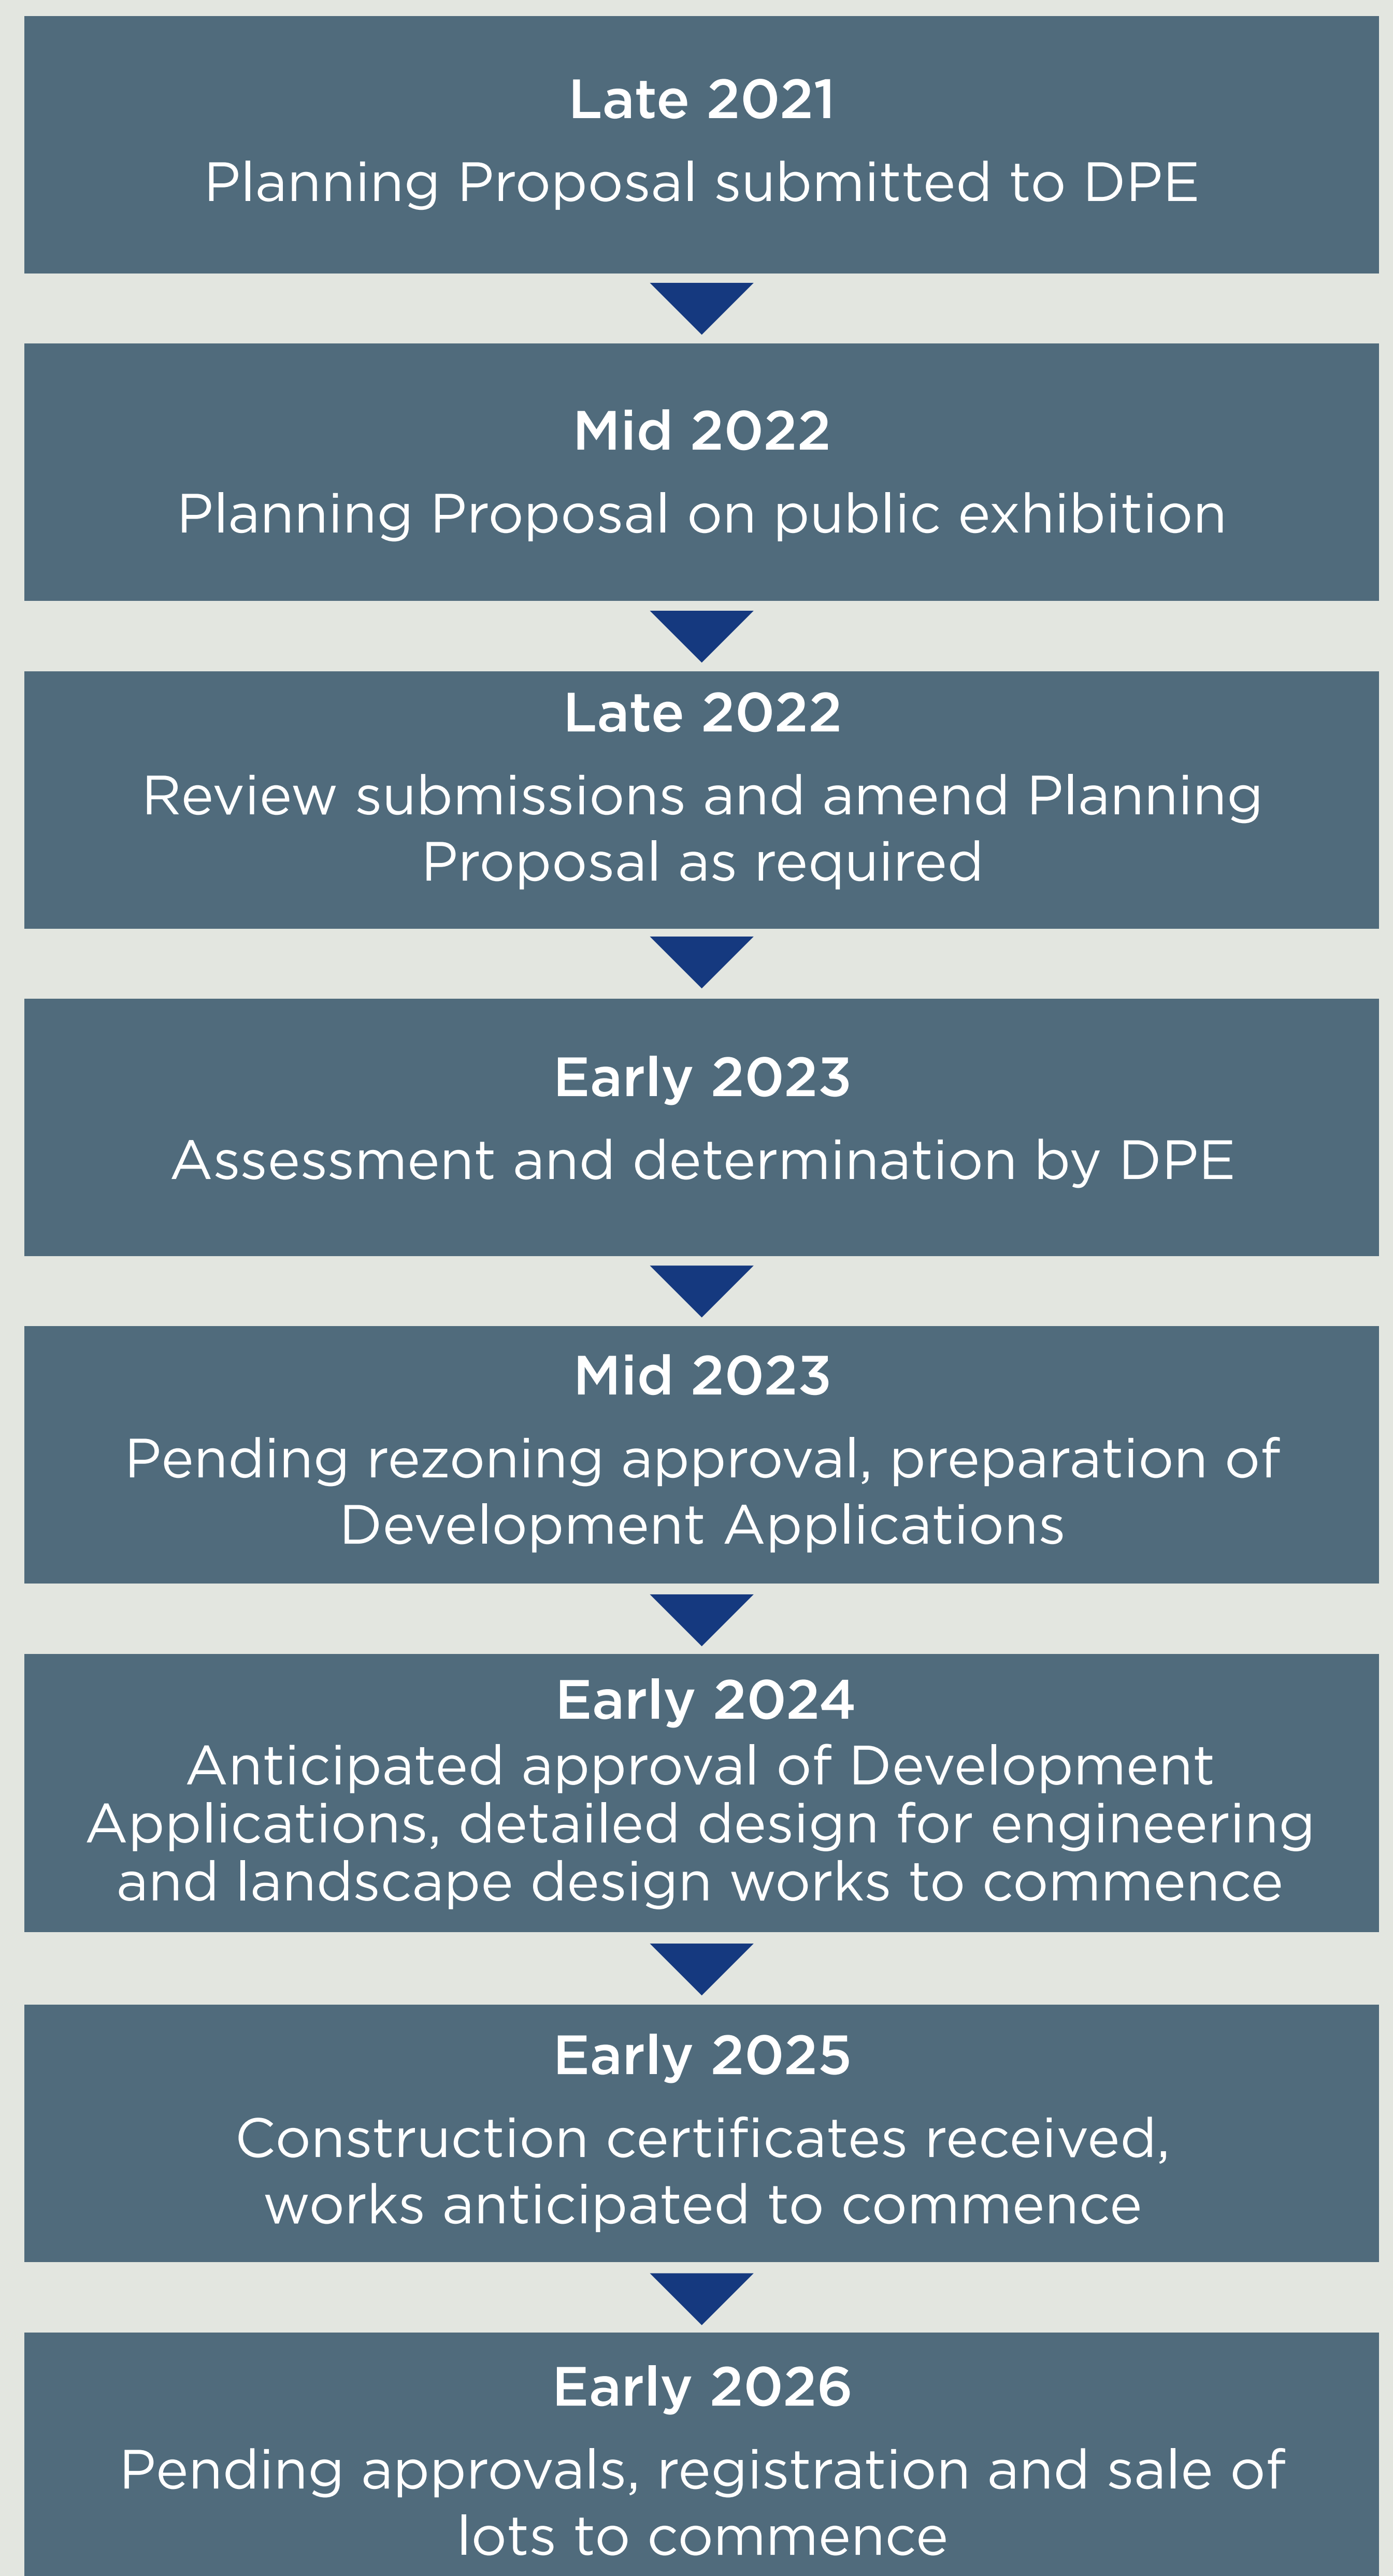 Late 2021
Planning Proposal submitted to DPE
Mid 2022
Planning Proposal on public exhibition
Late 2022
Review submissions and amend Planning
Proposal as required
Early 2023
Assessment and determination by DPE
Mid 2023
Pending rezoning approval, preparation of
Development Applications
Early 2024
Anticipated approval of Development
Applications, detailed design for engineering
and landscape design works to commence
Early 2025
Construction certificates received,
works anticipated to commence
Early 2026
Pending approvals, registration and sale of
lots to commence